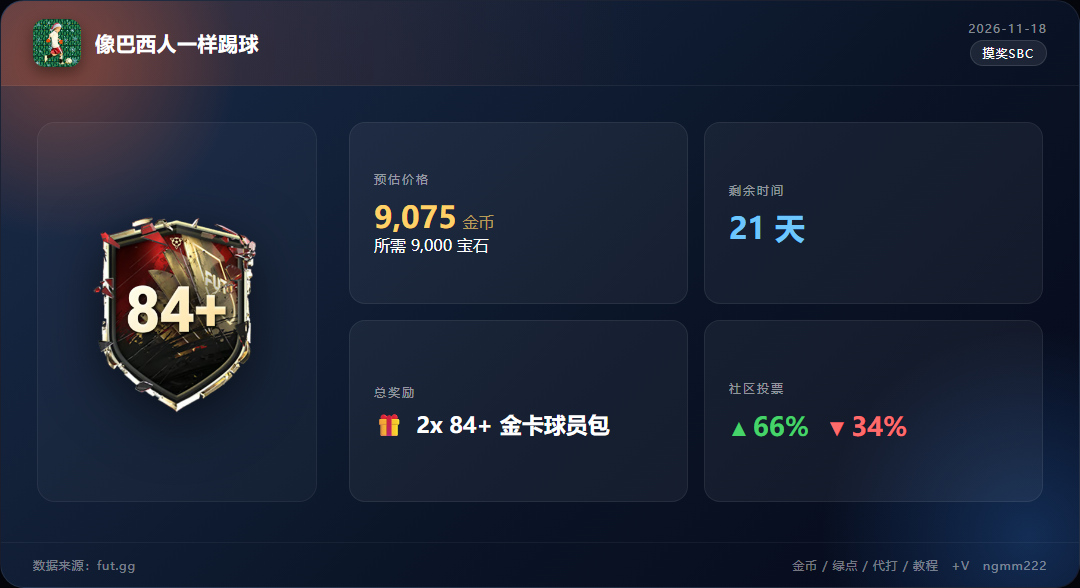 像巴西人一样踢球
2026-11-18
摸奖SBC
FUT
84+
预估价格
9,075 金币
所需 9,000 宝石
剩余时间
21 天
总奖励
2x 84+ 金卡球员包
社区投票
▲66% ▼34%
数据来源：fut.gg
金币 / 绿点 / 代打 / 教程 +V ngmm222